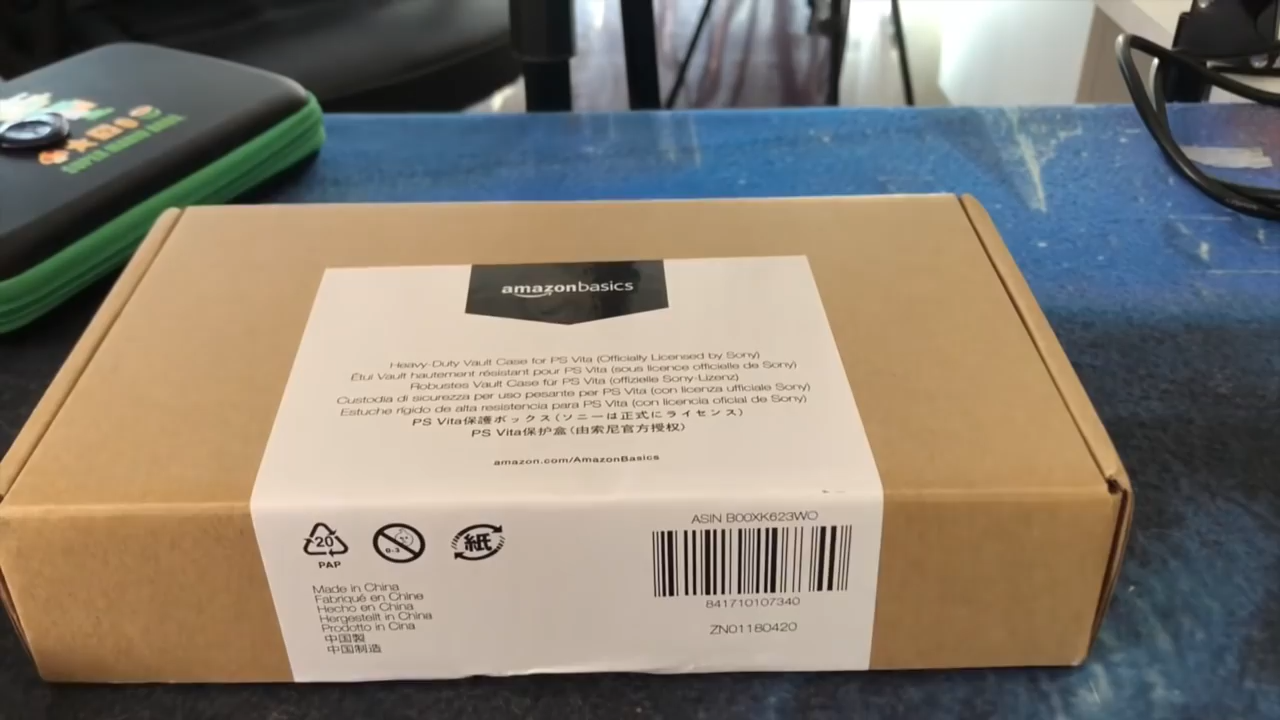 SUPER MARIO
amazonbasics
Heavy-Duty Vault Case for PS Vita (Officially Licensed by Sony)
Étui Vault hautement résistant pour PS Vita (sous licence officielle de Sony)
Robustes Vault Case für PS Vita (offizielle Sony-Lizenz)
Custodia di sicurezza per uso pesante per PS Vita (con licenza ufficiale Sony)
Estuche rígido de alta resistencia para PS Vita (con licencia oficial de Sony)
PS Vita保護ボックス(ソニーは正式にライセンス)
PS Vita保护盒(由索尼官方授权)
amazon.com/AmazonBasics
20
PAP
0-3
紙
Made in China
Fabriqué en Chine
Hecho en China
Hergestellt in China
Prodotto in Cina
中国製
中国制造
ASIN B00XK623WO
841710107340
ZN01180420